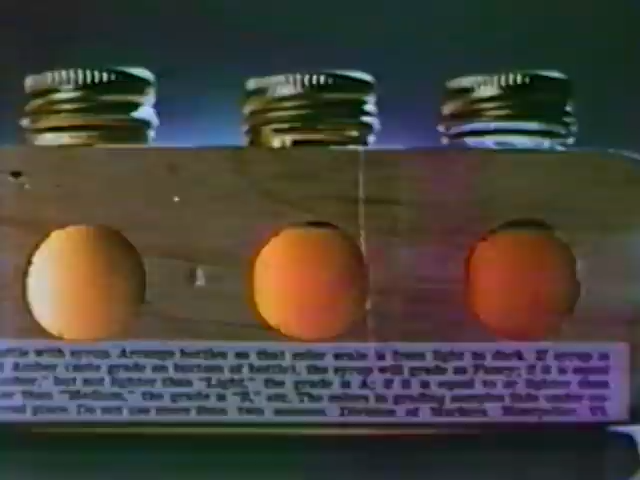 bottle with syrup. Arrange bottles so that color scale is from light to dark. If syrup is
Amber (state grade on bottom of bottle), the syrup will grade as Fancy; if it is equal
but not lighter than "Light," the grade is A; if it is equal to or lighter than
than "Medium," the grade is "B," etc. The colors in grading samples fade
Do not use more than two seasons. Division of Markets, Montpelier, Vt.